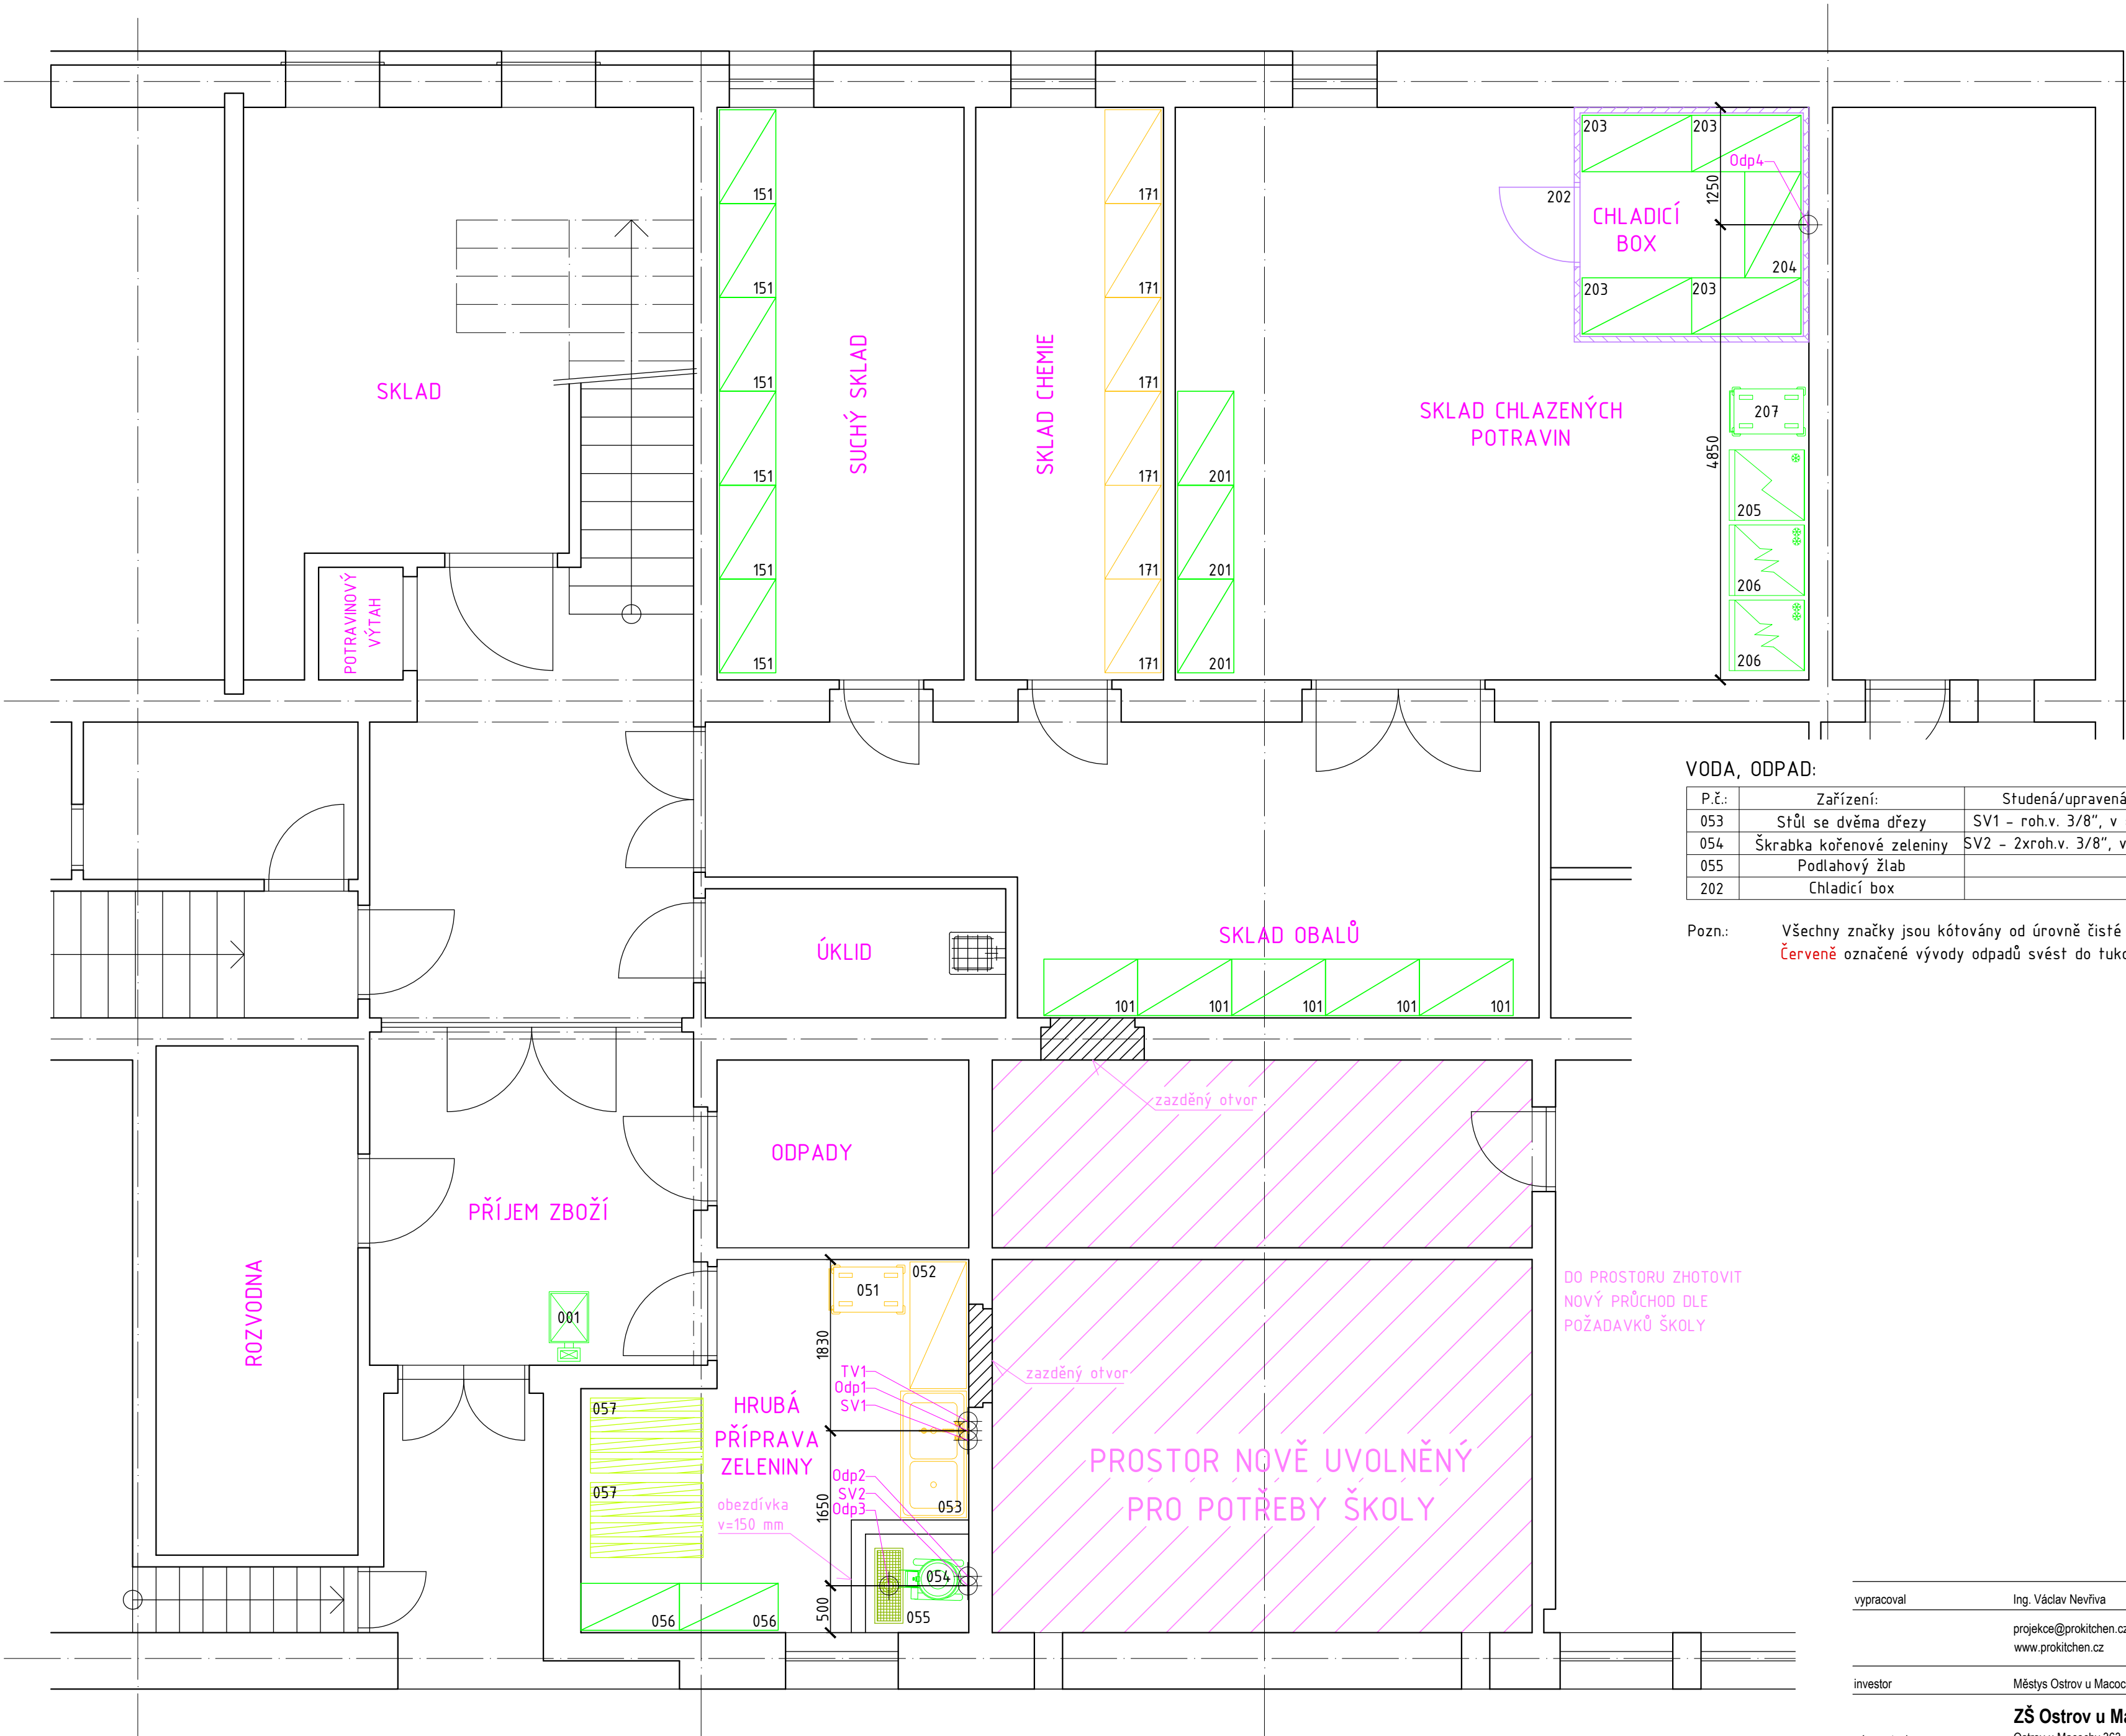 203
203
Odp4
202
1250
CHLADICÍ
BOX
204
203
203
151
151
151
151
151
151
171
171
171
171
171
171
SKLAD
SUCHÝ SKLAD
SKLAD CHEMIE
SKLAD CHLAZENÝCH
POTRAVIN
207
4850
205
206
206
201
201
201
POTRAVINOVÝ
VÝTAH
VODA, ODPAD:
P.č.: Zařízení: Studená/upravená
053 Stůl se dvěma dřezy SV1 - roh.v. 3/8", v
054 Škrabka kořenové zeleniny SV2 - 2xroh.v. 3/8", v
055 Podlahový žlab
202 Chladicí box
Pozn.: Všechny značky jsou kótovány od úrovně čisté
Červeně označené vývody odpadů svést do tuko
ÚKLID
SKLAD OBALŮ
101
101
101
101
101
zazděný otvor
ODPADY
PŘÍJEM ZBOŽÍ
ROZVODNA
001
051
052
1830
DO PROSTORU ZHOTOVIT
NOVÝ PRŮCHOD DLE
POŽADAVKŮ ŠKOLY
zazděný otvor
TV1
Odp1
SV1
057
HRUBÁ
PŘÍPRAVA
ZELENINY
PROSTOR NOVĚ UVOLNĚNÝ
PRO POTŘEBY ŠKOLY
057
Odp2
SV2
Odp3
053
1650
obezdívka
v=150 mm
054
055
500
056
056
vypracoval Ing. Václav Nevřiva
projekce@prokitchen.cz
www.prokitchen.cz
investor Městys Ostrov u Macoc
ZŠ Ostrov u Ma